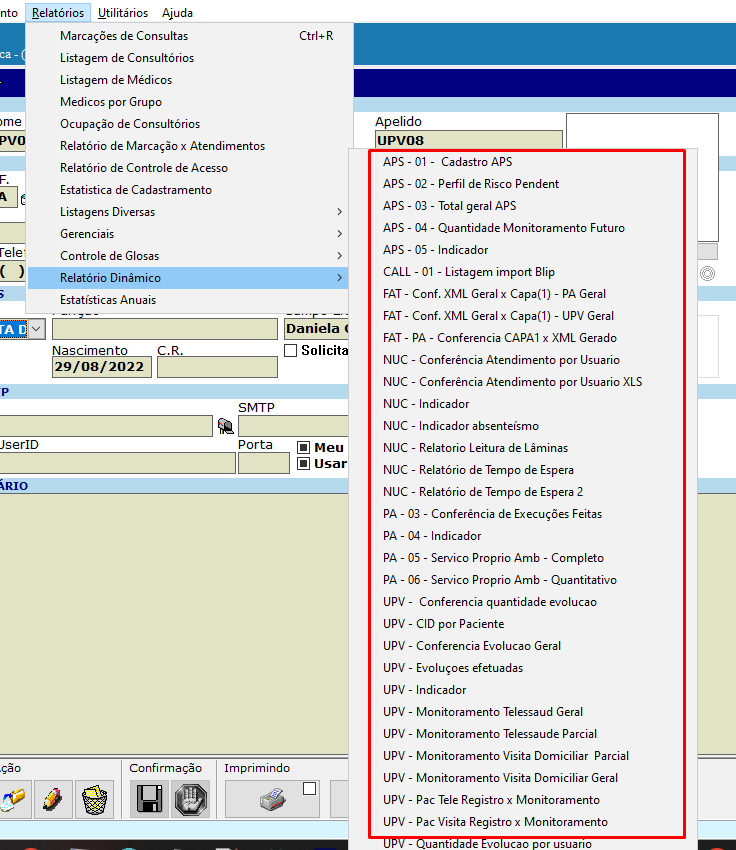 nto Relatórios Utilitários Ajuda
Marcações de Consultas Ctrl+R
Listagem de Consultórios
Listagem de Médicos
Medicos por Grupo
Ocupação de Consultórios
Relatório de Marcação x Atendimentos
Relatório de Controle de Acesso
Estatistica de Cadastramento
Listagens Diversas
Gerenciais
Controle de Glosas
Relatório Dinâmico
Estatísticas Anuais
ca - (
ome
Apelido
PV0
UPV08
F.
A
Telef
( )
S
TA D
Daniela
Solicita
Nascimento C.R.
29/08/2022
TP
SMTP
UserID Porta
Meu
Usar
ÁRIO
APS - 01 - Cadastro APS
APS - 02 - Perfil de Risco Pendent
APS - 03 - Total geral APS
APS - 04 - Quantidade Monitoramento Futuro
APS - 05 - Indicador
CALL - 01 - Listagem import Blip
FAT - Conf. XML Geral x Capa(1) - PA Geral
FAT - Conf. XML Geral x Capa(1) - UPV Geral
FAT - PA - Conferencia CAPA1 x XML Gerado
NUC - Conferência Atendimento por Usuario
NUC - Conferência Atendimento por Usuario XLS
NUC - Indicador
NUC - Indicador absenteísmo
NUC - Relatorio Leitura de Lâminas
NUC - Relatório de Tempo de Espera
NUC - Relatório de Tempo de Espera 2
PA - 03 - Conferência de Execuções Feitas
PA - 04 - Indicador
PA - 05 - Servico Proprio Amb - Completo
PA - 06 - Servico Proprio Amb - Quantitativo
UPV - Conferencia quantidade evolucao
UPV - CID por Paciente
UPV - Conferencia Evolucao Geral
UPV - Evoluçoes efetuadas
UPV - Indicador
UPV - Monitoramento Telessaud Geral
UPV - Monitoramento Telessaude Parcial
UPV - Monitoramento Visita Domiciliar Parcial
UPV - Monitoramento Visita Domiciliar Geral
UPV - Pac Tele Registro x Monitoramento
UPV - Pac Visita Registro x Monitoramento
UPV - Quantidade Evolucao por usuario
ção Confirmação Imprimindo